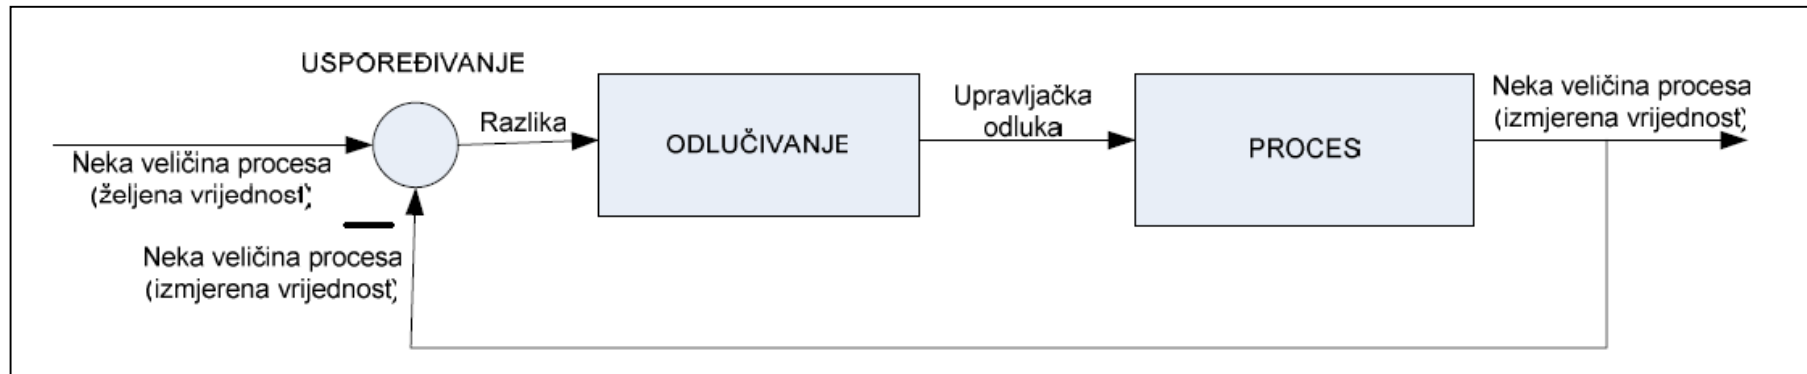 USPOREĐIVANJE
Neka veličina procesa
(željena vrijednost)
Neka veličina procesa
(izmjerena vrijednost)
Razlika
ODLUČIVANJE
Upravljačka
odluka
PROCES
Neka veličina procesa
(izmjerena vrijednost)